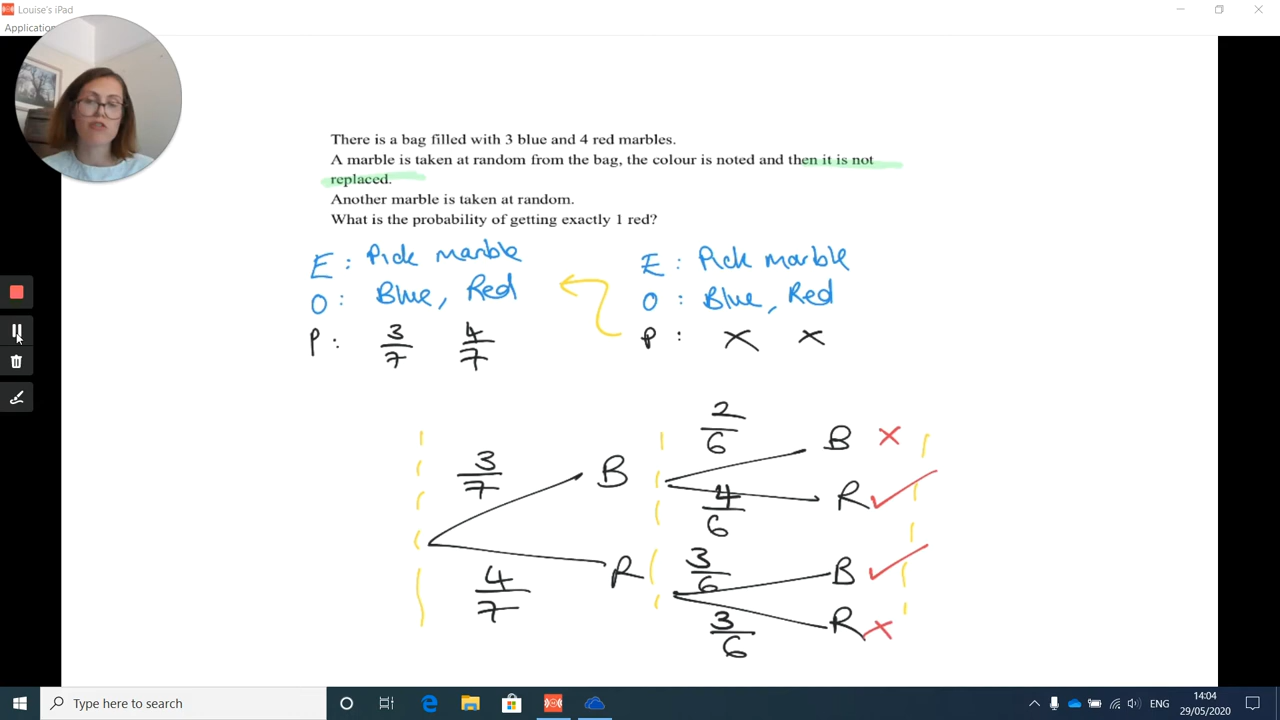 Louise's iPad
Application
There is a bag filled with 3 blue and 4 red marbles.
A marble is taken at random from the bag, the colour is noted and then it is not
replaced.
Another marble is taken at random.
What is the probability of getting exactly 1 red?
E : Pick marble
O : Blue, Red
P : 3/7 4/7
E : Pick marble
O : Blue, Red
P : × ×
2/6 B ×
3/7 B
4/6 R ✓
3/6 B ✓
4/7 R
3/6 R ×
Type here to search
ENG
14:04
29/05/2020